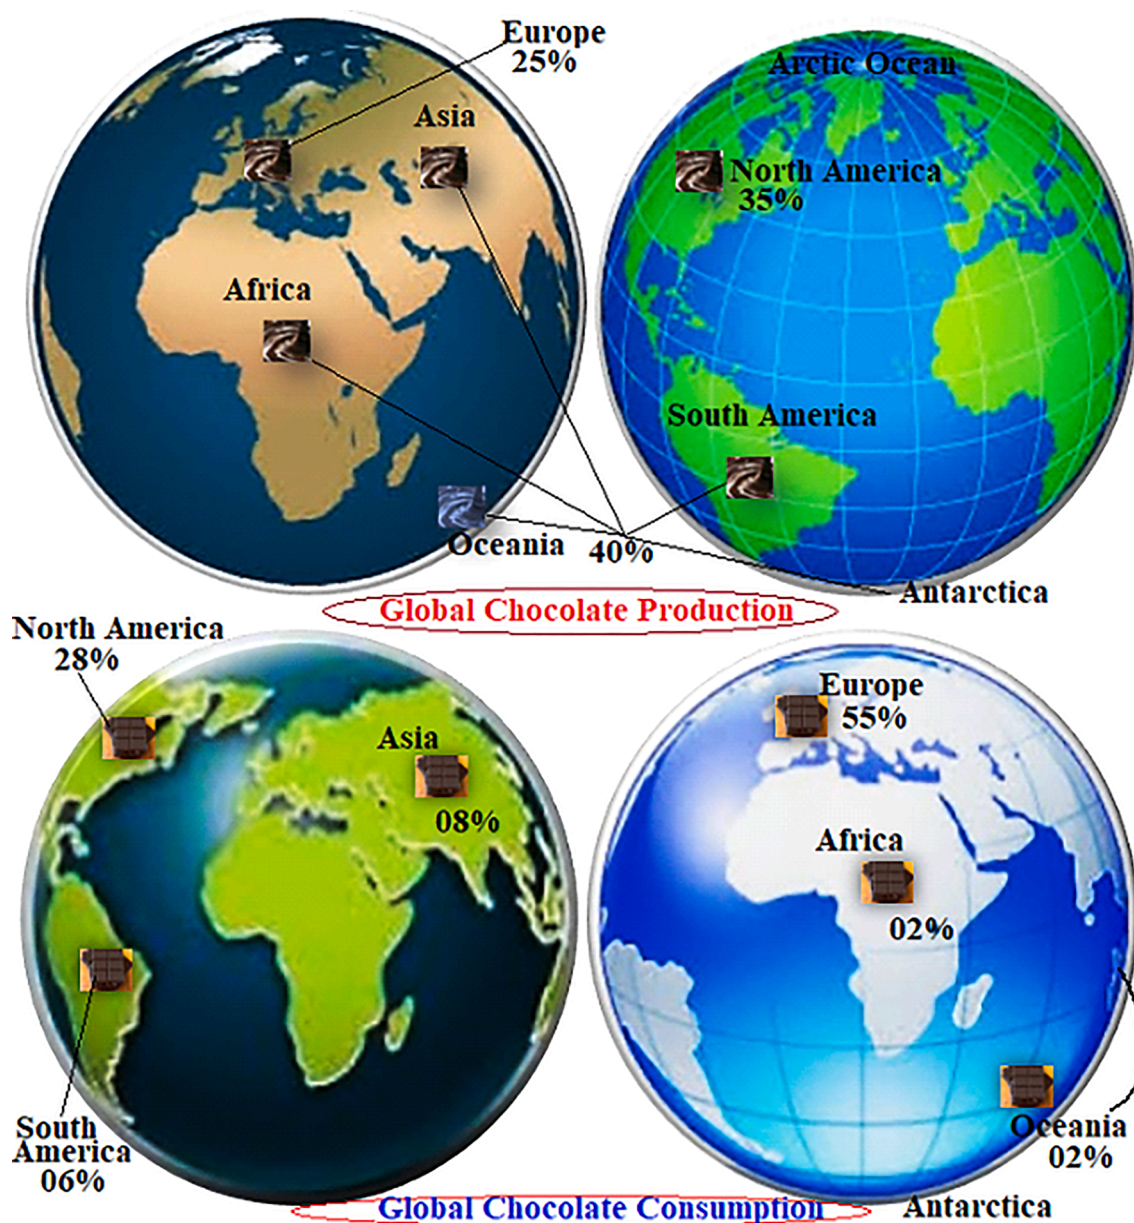 Europe
25%
Asia
Africa
Oceania
40%
Arctic Ocean
North America
35%
South America
Antarctica
Global Chocolate Production
North America
28%
Asia
08%
South
America
06%
Europe
55%
Africa
02%
Oceania
02%
Global Chocolate Consumption
Antarctica